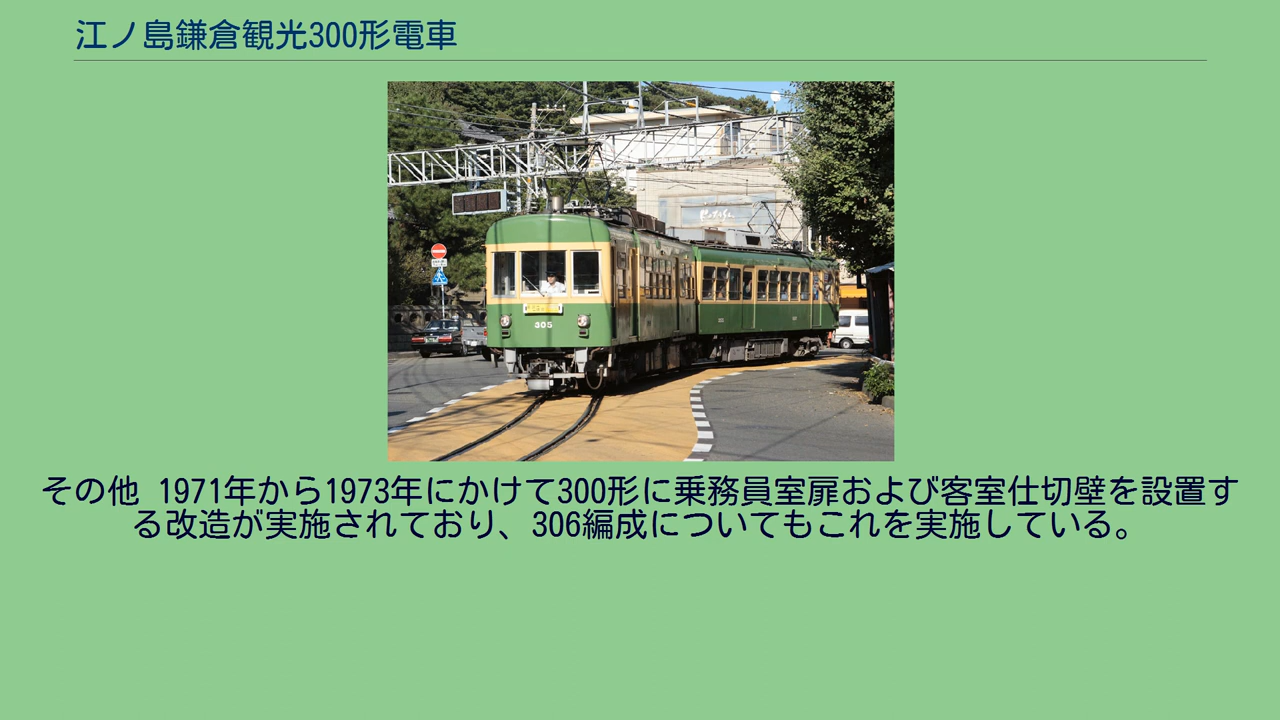 江ノ島鎌倉観光300形電車
305
その他 1971年から1973年にかけて300形に乗務員室扉および客室仕切壁を設置す
る改造が実施されており、306編成についてもこれを実施している。